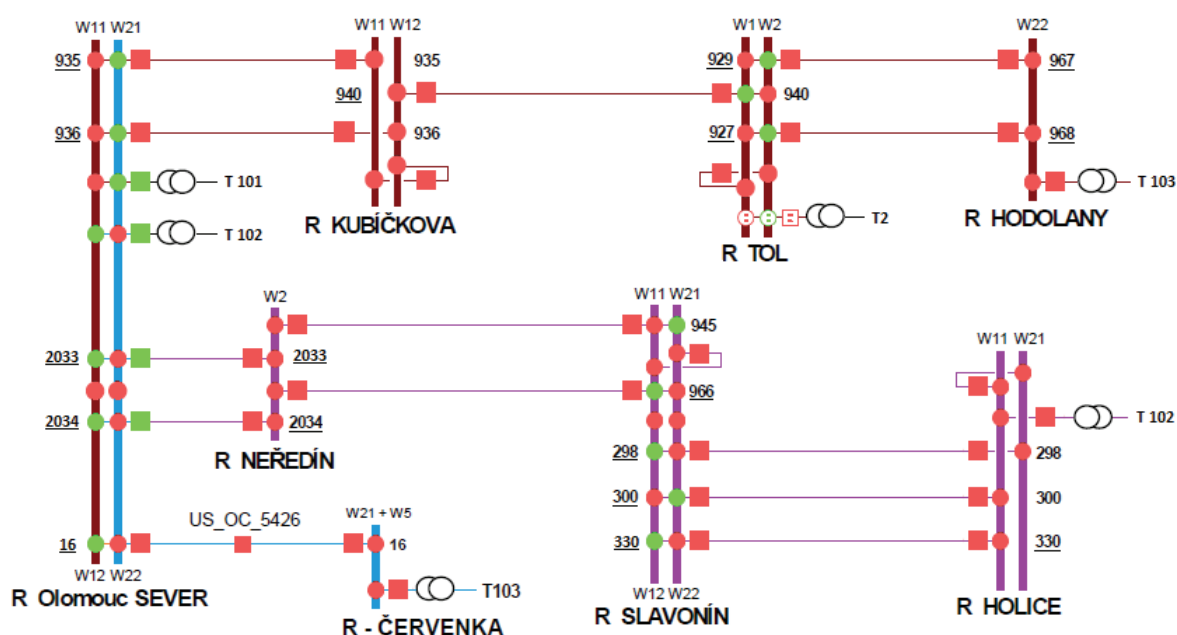 W11 W21
W11 W12
W1 W2
W22
935
935
929
967
940
940
936
936
927
968
T 101
T 103
T 102
T2
R KUBÍČKOVA
R TOL
R HODOLANY
W2
W11 W21
945
W11 W21
2033
2033
966
T 102
2034
2034
R NEŘEDÍN
298
298
US_OC_5426
W21 + W5
300
300
16
16
330
330
W12 W22
T103
W12 W22
R Olomouc SEVER
R - ČERVENKA
R SLAVONÍN
R HOLICE